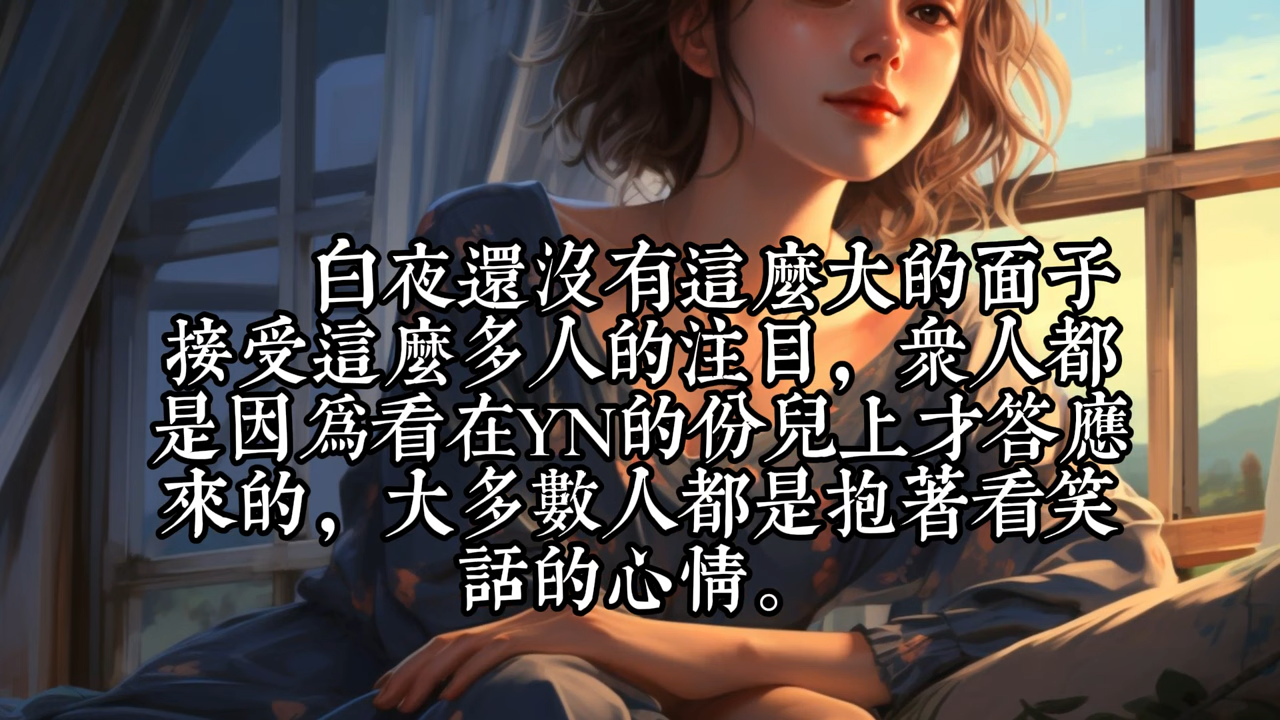 白夜還沒有這麼大的面子
接受這麼多人的注目，衆人都
是因爲看在YN的份兒上才答應
來的，大多數人都是抱著看笑
話的心情。